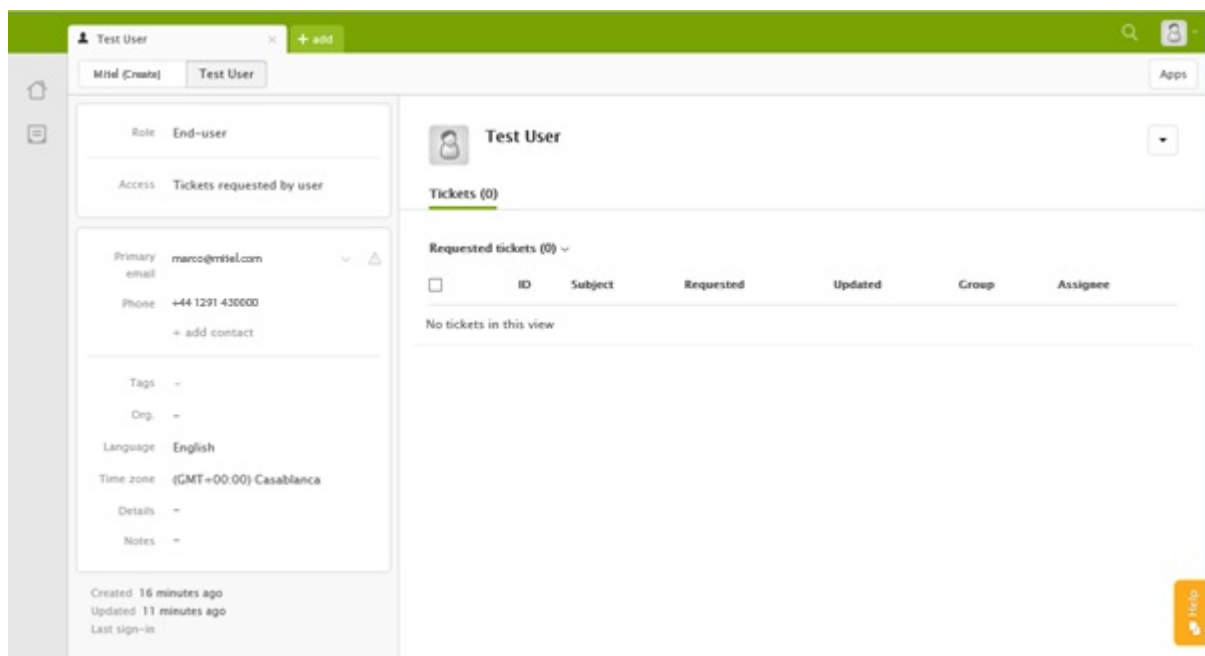 Test User × + add
Mitel (Create) Test User Apps
Role End-user
Access Tickets requested by user
Primary email marco@mitel.com
Phone +44 1291 430000
+ add contact
Tags -
Org. -
Language English
Time zone (GMT+00:00) Casablanca
Details -
Notes -
Created 16 minutes ago
Updated 11 minutes ago
Last sign-in
Test User
Tickets (0)
Requested tickets (0)
ID Subject Requested Updated Group Assignee
No tickets in this view
Help